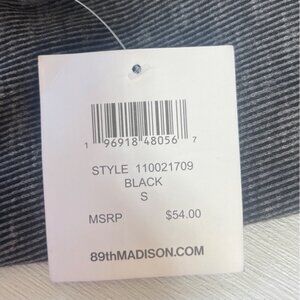 1 96918 48056 7
STYLE 110021709
BLACK
S
MSRP $54.00
89thMADISON.COM